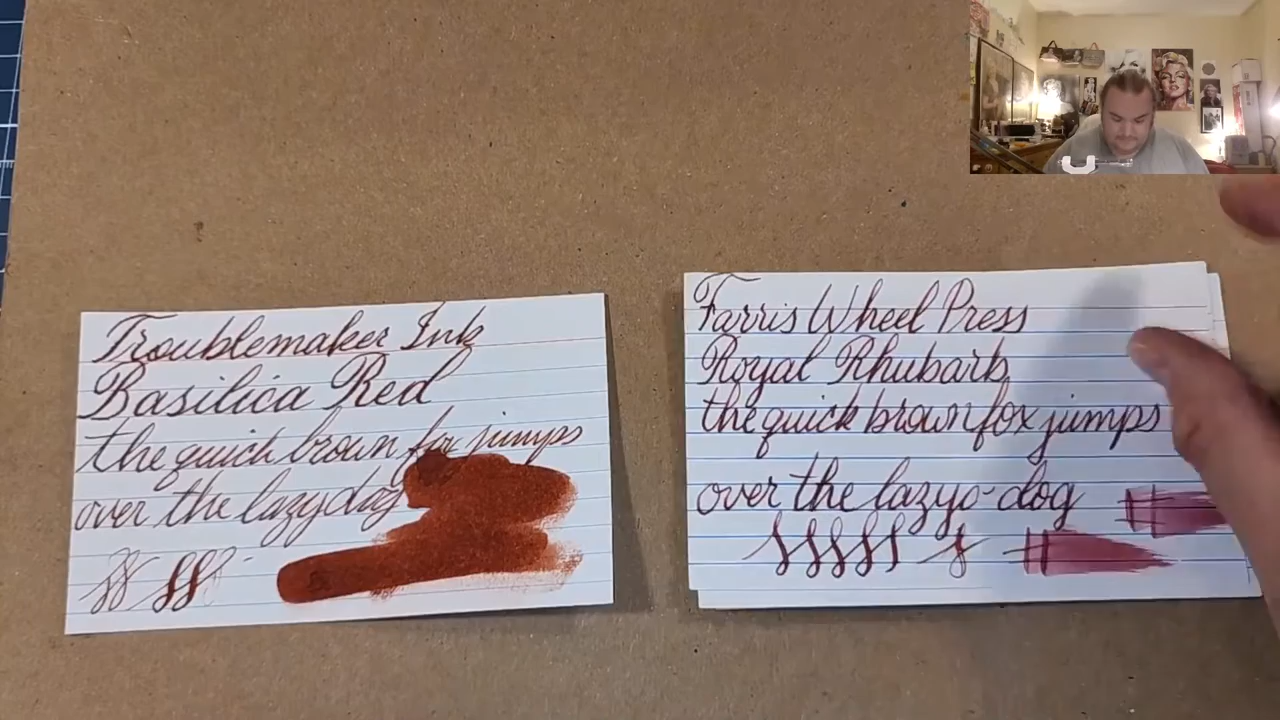 Troublemaker Ink
Basilica Red
the quick brown fox jumps
over the lazy dog
Farris Wheel Press
Royal Rhubarb
the quick brown fox jumps
over the lazyo dog